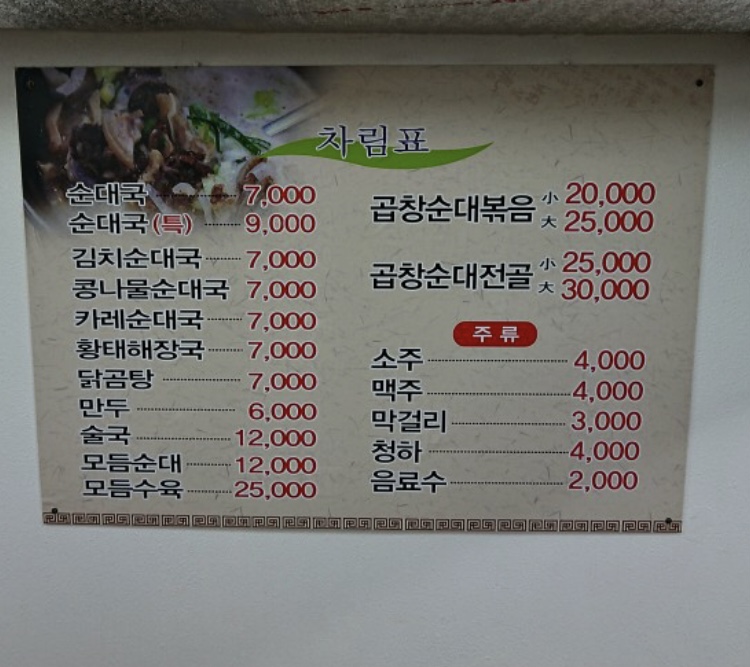 차림표
순대국 7,000
순대국(특) 9,000
김치순대국 7,000
콩나물순대국 7,000
카레순대국 7,000
황태해장국 7,000
닭곰탕 7,000
만두 6,000
술국 12,000
모듬순대 12,000
모듬수육 25,000
곱창순대볶음 小 20,000
大 25,000
곱창순대전골 小 25,000
大 30,000
주류
소주 4,000
맥주 4,000
막걸리 3,000
청하 4,000
음료수 2,000